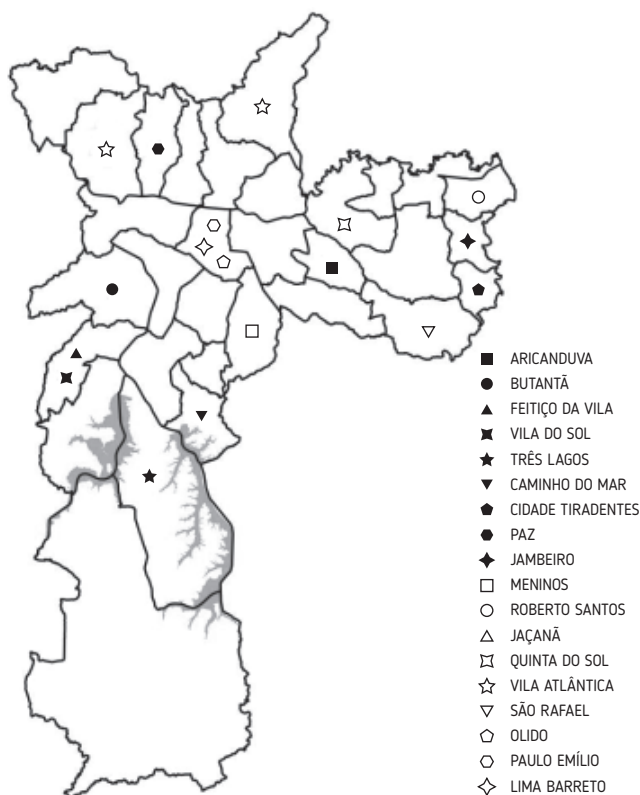 ARICANDUVA
BUTANTÃ
FEITIÇO DA VILA
VILA DO SOL
TRÊS LAGOS
CAMINHO DO MAR
CIDADE TIRADENTES
PAZ
JAMBEIRO
MENINOS
ROBERTO SANTOS
JAÇANÃ
QUINTA DO SOL
VILA ATLÂNTICA
SÃO RAFAEL
OLIDO
PAULO EMÍLIO
LIMA BARRETO